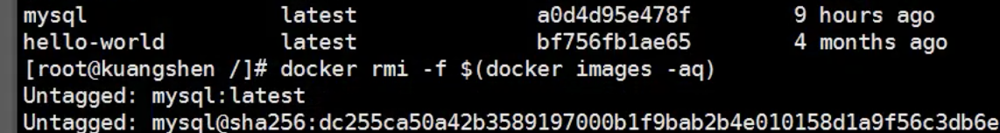 mysql latest a0d4d95e478f 9 hours ago
hello-world latest bf756fb1ae65 4 months ago
[root@kuangshen /]# docker rmi -f $(docker images -aq)
Untagged: mysql:latest
Untagged: mysql@sha256:dc255ca50a42b3589197000b1f9bab2b4e010158d1a9f56c3db6e